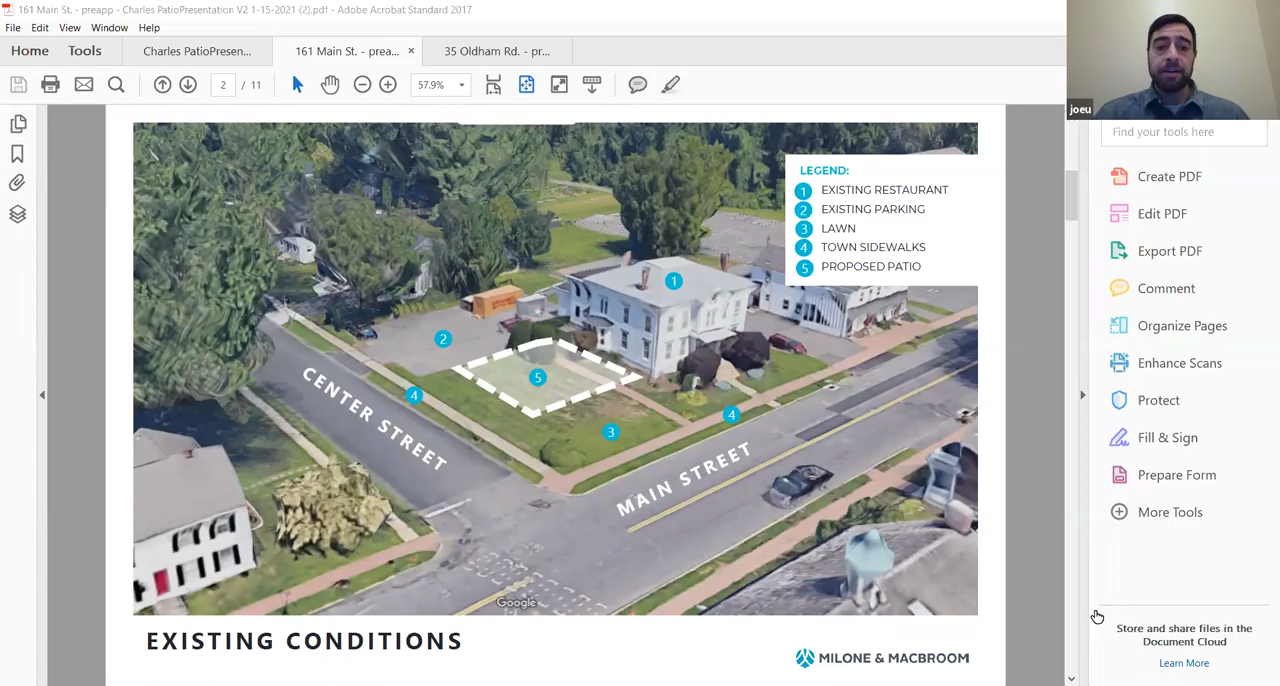 161 Main St. - preapp - Charles PatioPresentation V2 1-15-2021 (2).pdf - Adobe Acrobat Standard 2017
File Edit View Window Help
Home Tools Charles PatioPresen... 161 Main St. - prea... × 35 Oldham Rd. - pr...
2 / 11 57.9%
joeu
Find your tools here
Create PDF
Edit PDF
Export PDF
Comment
Organize Pages
Enhance Scans
Protect
Fill & Sign
Prepare Form
More Tools
Store and share files in the
Document Cloud
Learn More
LEGEND:
1 EXISTING RESTAURANT
2 EXISTING PARKING
3 LAWN
4 TOWN SIDEWALKS
5 PROPOSED PATIO
1
2
5
4
3
4
CENTER STREET
MAIN STREET
Google
EXISTING CONDITIONS
MILONE & MACBROOM